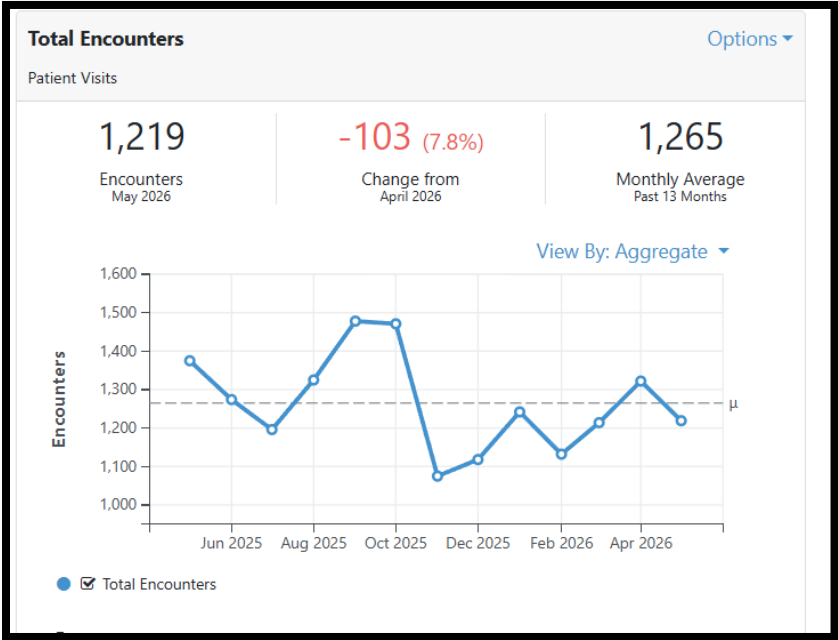 Total Encounters
Options
Patient Visits
1,219
Encounters
May 2026
-103 (7.8%)
Change from
April 2026
1,265
Monthly Average
Past 13 Months
View By: Aggregate
1,600
1,500
1,400
1,300
1,200
1,100
1,000
Encounters
μ
Jun 2025 Aug 2025 Oct 2025 Dec 2025 Feb 2026 Apr 2026
Total Encounters